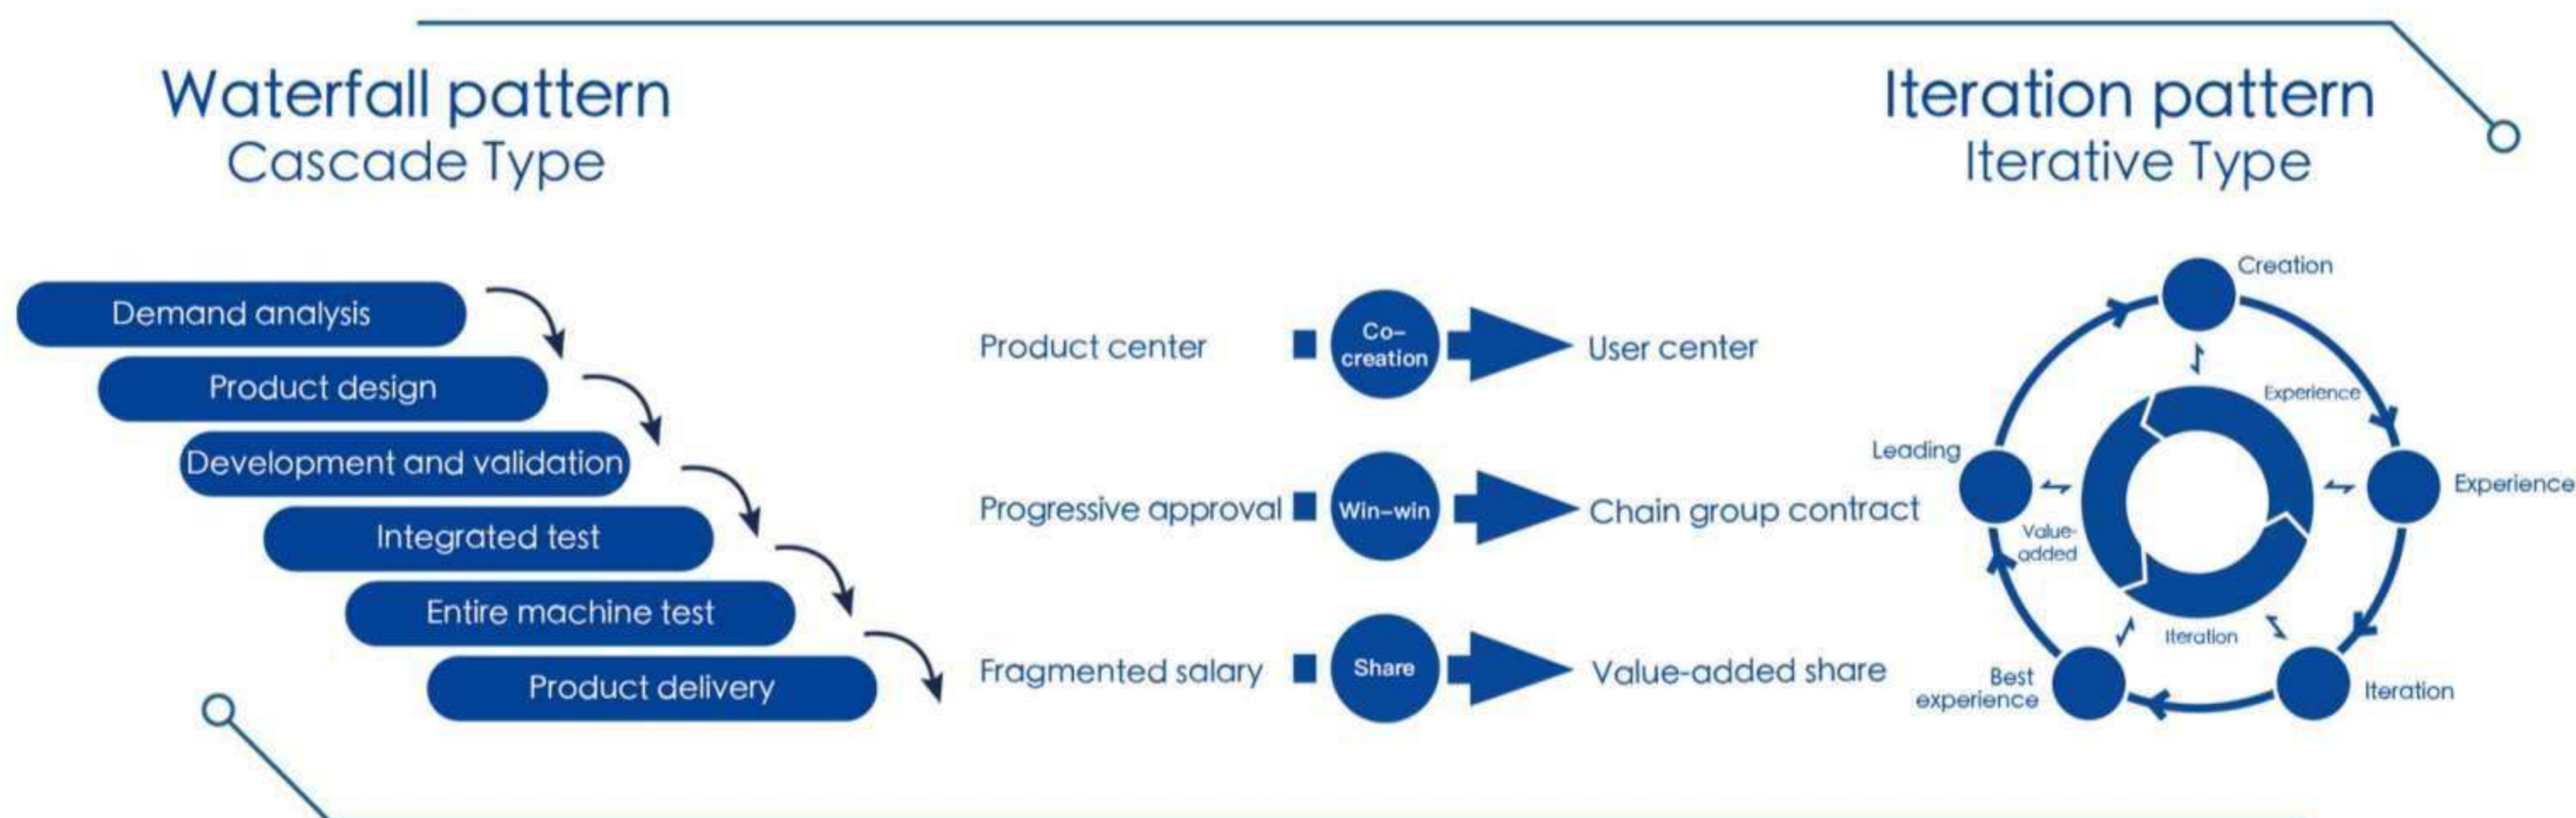 Waterfall pattern
Cascade Type
Demand analysis
Product design
Development and validation
Integrated test
Entire machine test
Product delivery
Product center
Co-
creation
User center
Progressive approval
Win-win
Chain group contract
Fragmented salary
Share
Value-added share
Iteration pattern
Iterative Type
Creation
Experience
Leading
Experience
Value-
added
Iteration
Best
experience
Iteration